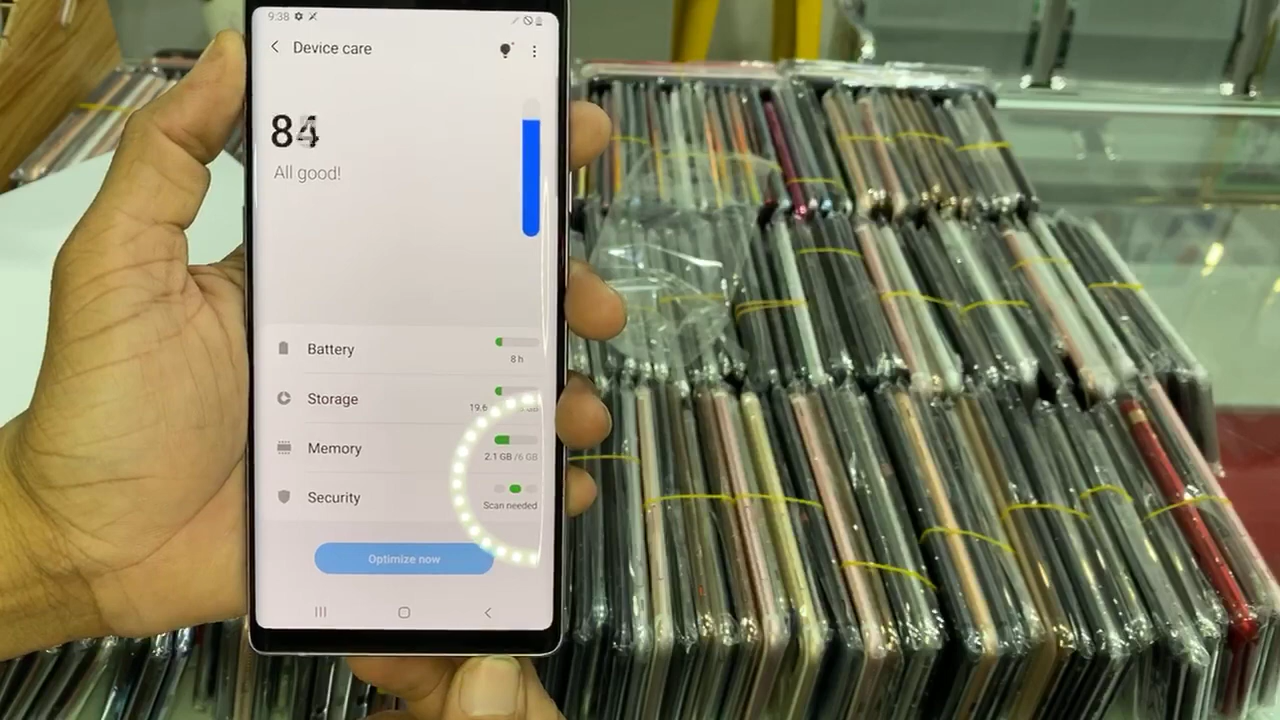 9:38
Device care
84
All good!
Battery
8 h
Storage
19.6
Memory
2.1 GB /6 GB
Security
Scan needed
Optimize now